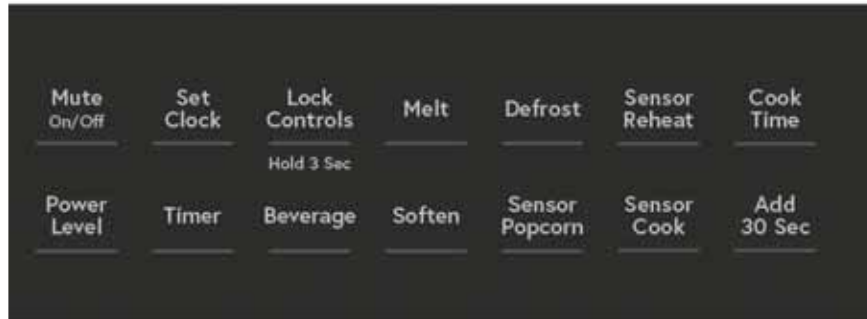 Mute
On/Off
Set
Clock
Lock
Controls
Hold 3 Sec
Melt
Defrost
Sensor
Reheat
Cook
Time
Power
Level
Timer
Beverage
Soften
Sensor
Popcorn
Sensor
Cook
Add
30 Sec